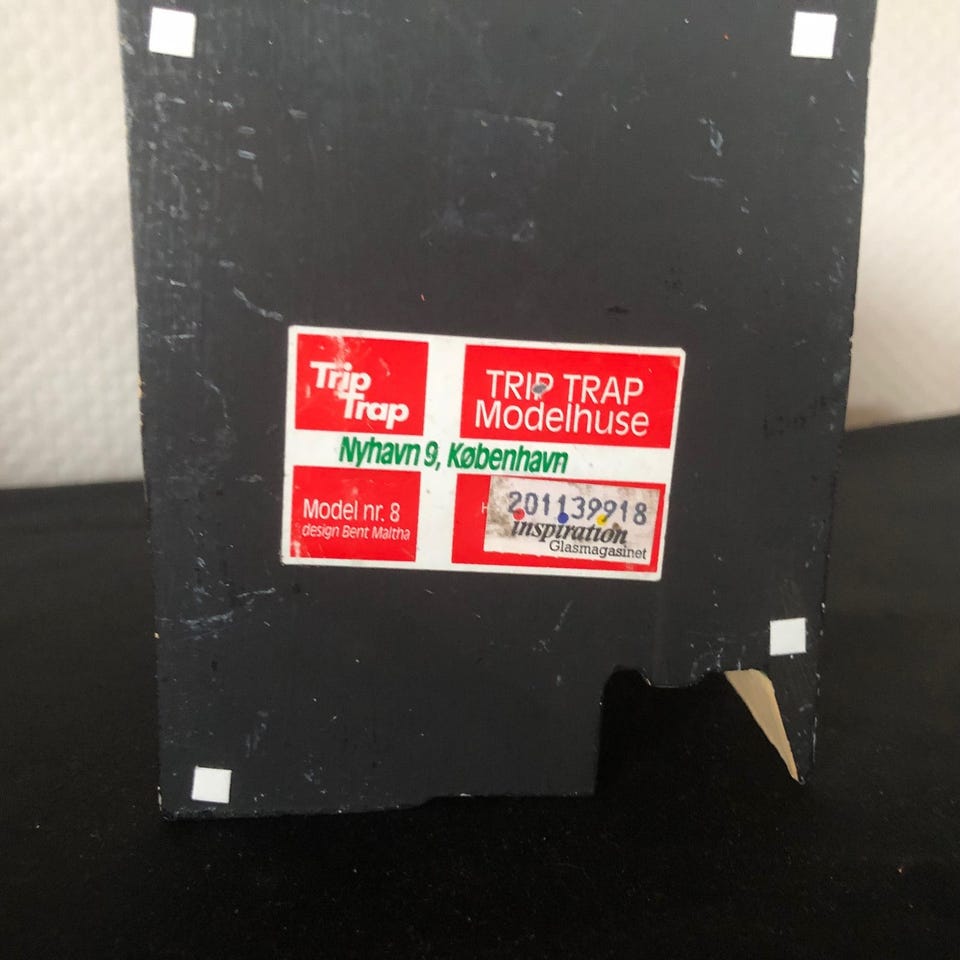 Trip
Trap
TRIP TRAP
Modelhuse
Nyhavn 9, København
Model nr. 8
design Bent Maltha
H
201139918
inspiration
Glasmagasinet